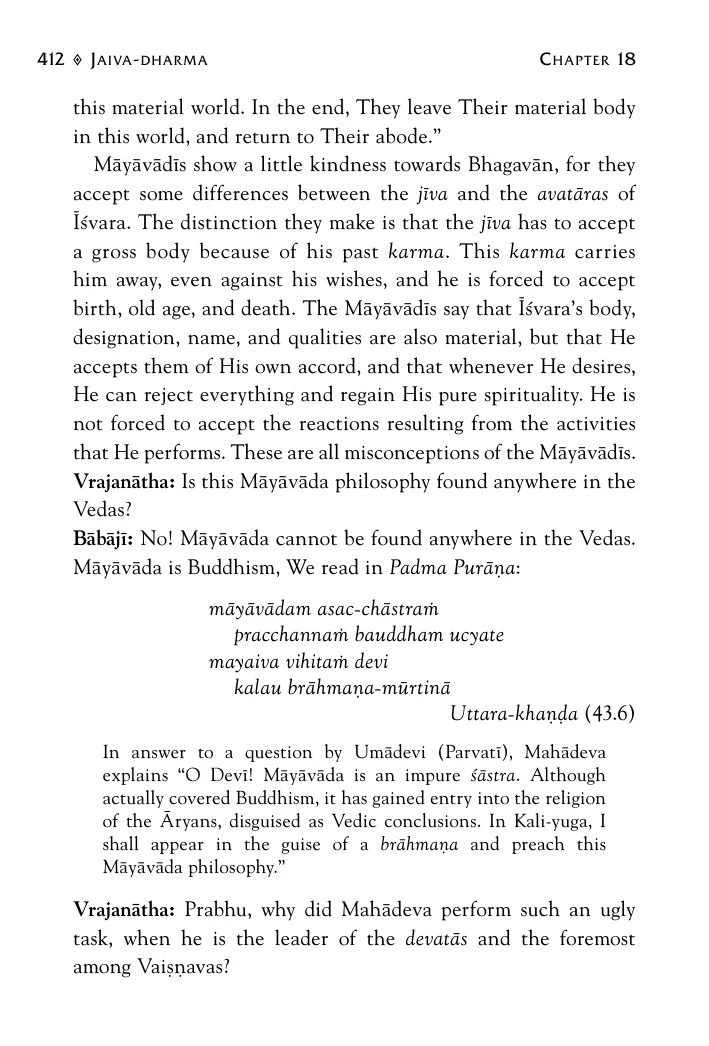 412 ◊ JAIVA-DHARMA CHAPTER 18
this material world. In the end, They leave Their material body
in this world, and return to Their abode.”
Māyāvādīs show a little kindness towards Bhagavān, for they
accept some differences between the jīva and the avatāras of
Īśvara. The distinction they make is that the jīva has to accept
a gross body because of his past karma. This karma carries
him away, even against his wishes, and he is forced to accept
birth, old age, and death. The Māyāvādīs say that Īśvara’s body,
designation, name, and qualities are also material, but that He
accepts them of His own accord, and that whenever He desires,
He can reject everything and regain His pure spirituality. He is
not forced to accept the reactions resulting from the activities
that He performs. These are all misconceptions of the Māyāvādīs.
Vrajanātha: Is this Māyāvāda philosophy found anywhere in the
Vedas?
Bābājī: No! Māyāvāda cannot be found anywhere in the Vedas.
Māyāvāda is Buddhism, We read in Padma Purāṇa:
māyāvādam asac-chāstraṁ
pracchannaṁ bauddham ucyate
mayaiva vihitaṁ devi
kalau brāhmaṇa-mūrtinā
Uttara-khaṇḍa (43.6)
In answer to a question by Umādevi (Parvatī), Mahādeva
explains “O Devī! Māyāvāda is an impure śāstra. Although
actually covered Buddhism, it has gained entry into the religion
of the Āryans, disguised as Vedic conclusions. In Kali-yuga, I
shall appear in the guise of a brāhmaṇa and preach this
Māyāvāda philosophy.”
Vrajanātha: Prabhu, why did Mahādeva perform such an ugly
task, when he is the leader of the devatās and the foremost
among Vaiṣṇavas?